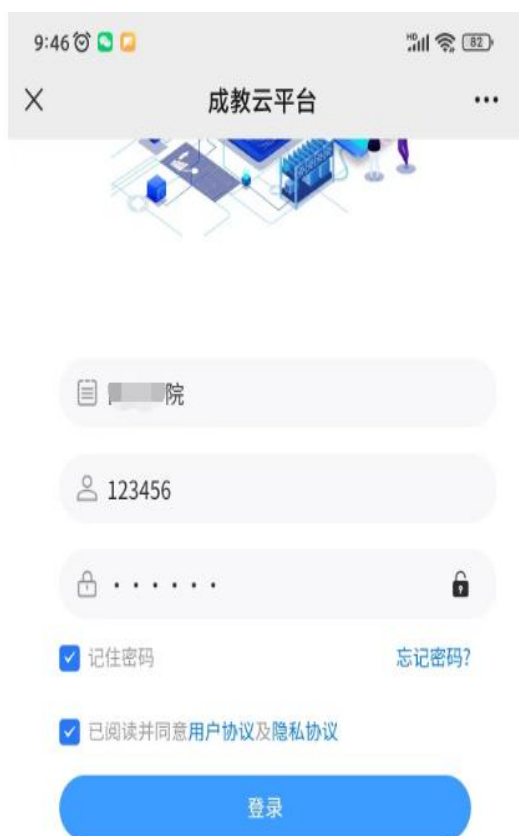 9:46 HD 82
成教云平台
院
123456
······
记住密码 忘记密码?
已阅读并同意用户协议及隐私协议
登录